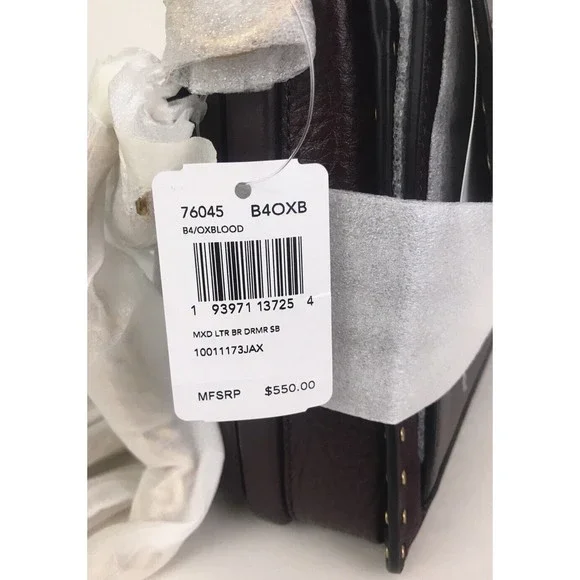 76045 B4OXB
B4/OXBLOOD
1 93971 13725 4
MXD LTR BR DRMR SB
10011173JAX
MFSRP $550.00